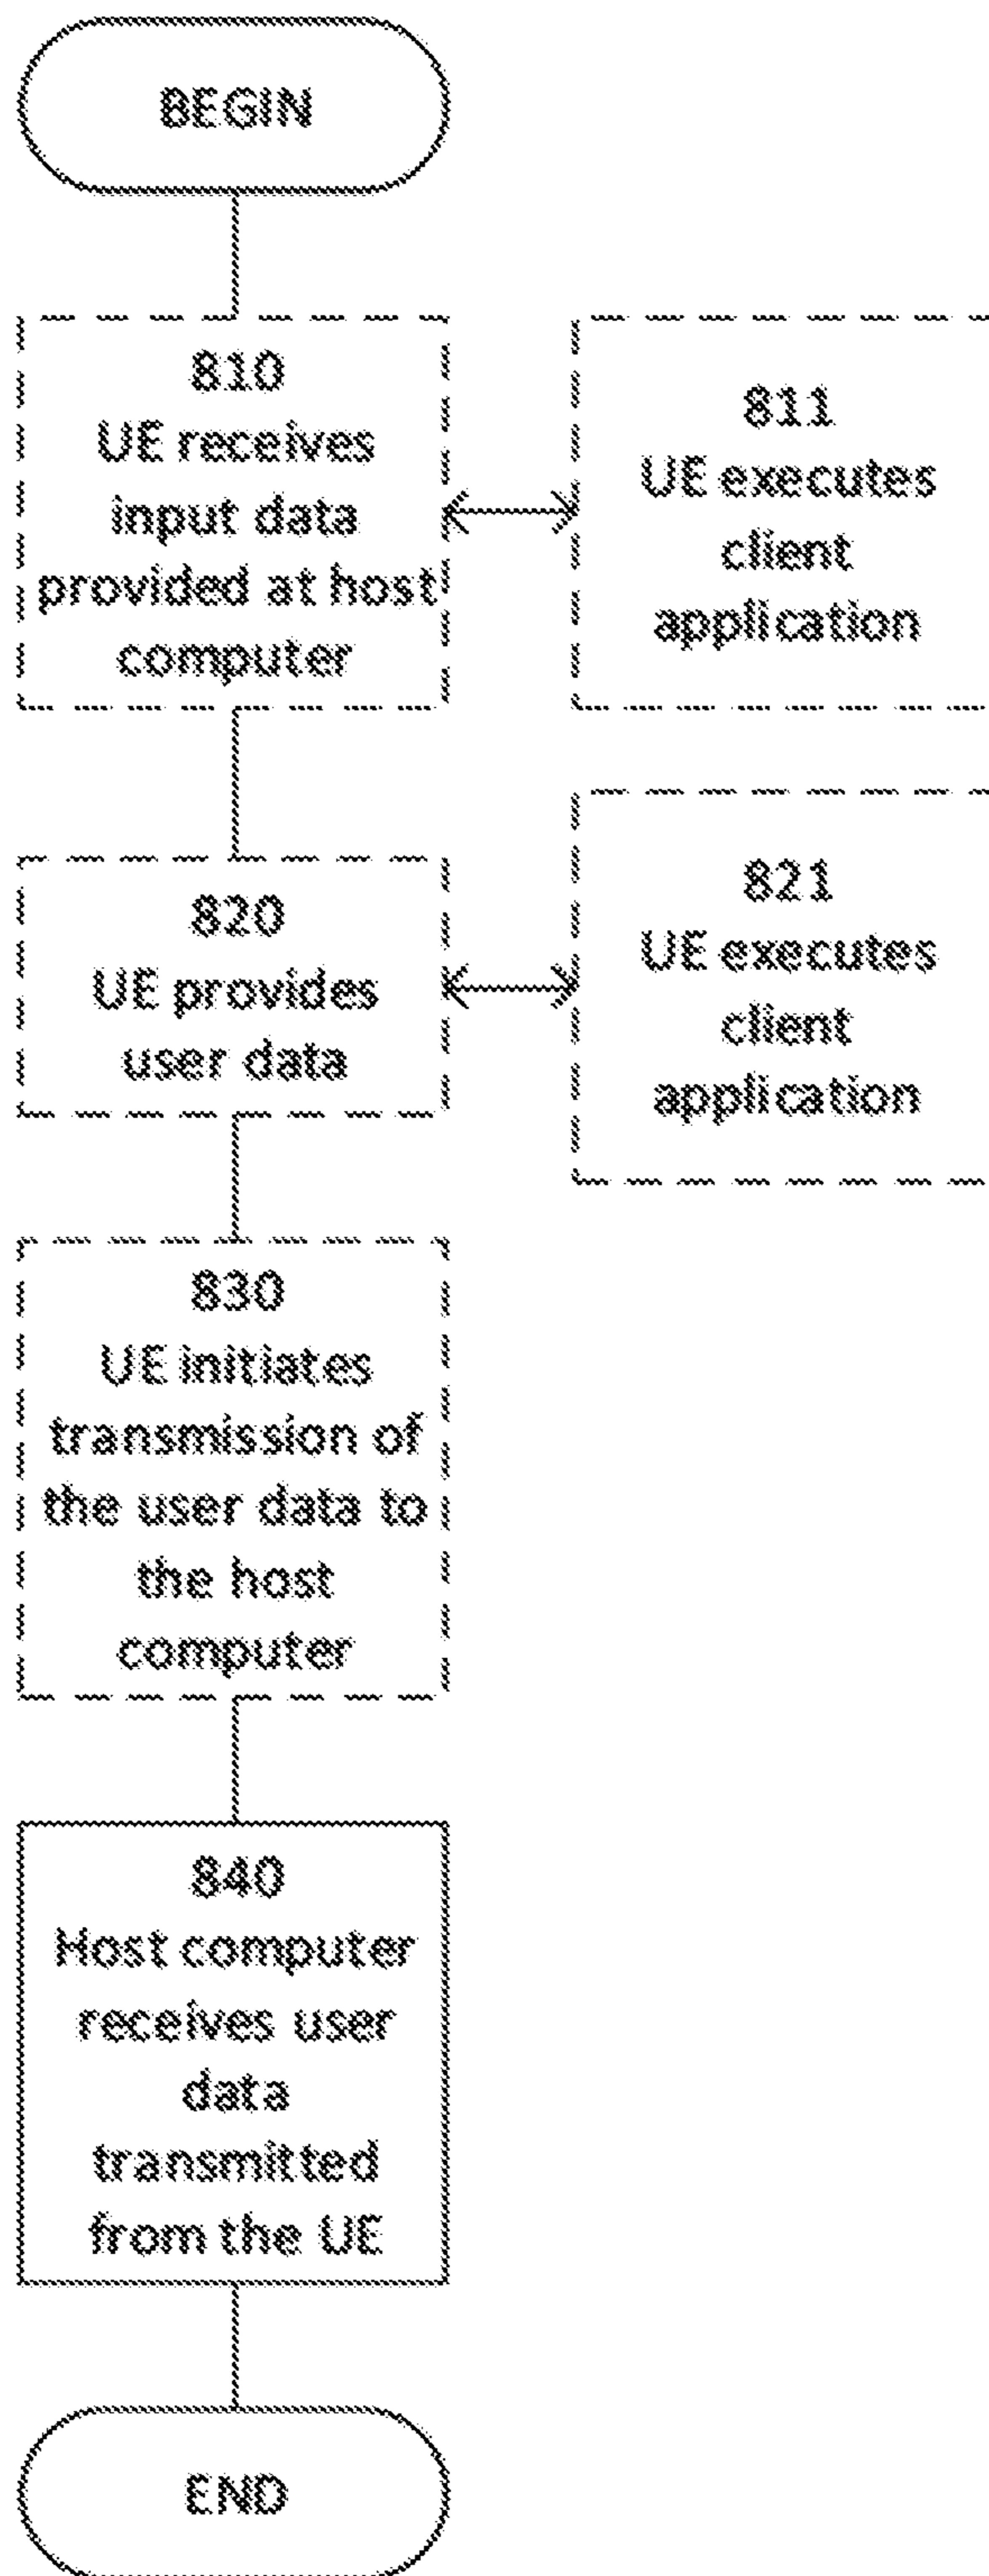 BEGIN
810
UE receives
input data
provided at host
computer
811
UE executes
client
application
820
UE provides
user data
821
UE executes
client
application
830
UE initiates
transmission of
the user data to
the host
computer
840
Host computer
receives user
data
transmitted
from the UE
END